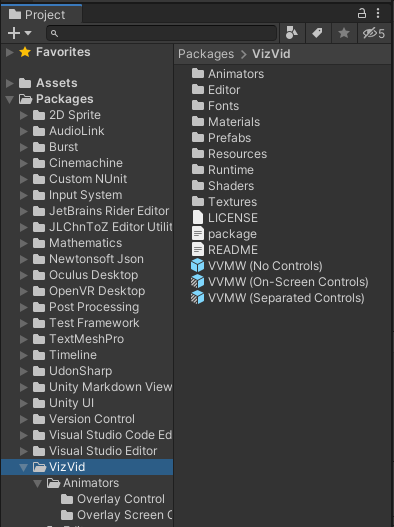 Project
5
Favorites
Assets
Packages
2D Sprite
AudioLink
Burst
Cinemachine
Custom NUnit
Input System
JetBrains Rider Editor
JLChnToZ Editor Utilit
Mathematics
Newtonsoft Json
Oculus Desktop
OpenVR Desktop
Post Processing
Test Framework
TextMeshPro
Timeline
UdonSharp
Unity Markdown View
Unity UI
Version Control
Visual Studio Code Ed
Visual Studio Editor
VizVid
Animators
Overlay Control
Overlay Screen C
Packages > VizVid
Animators
Editor
Fonts
Materials
Prefabs
Resources
Runtime
Shaders
Textures
LICENSE
package
README
VVMW (No Controls)
VVMW (On-Screen Controls)
VVMW (Separated Controls)